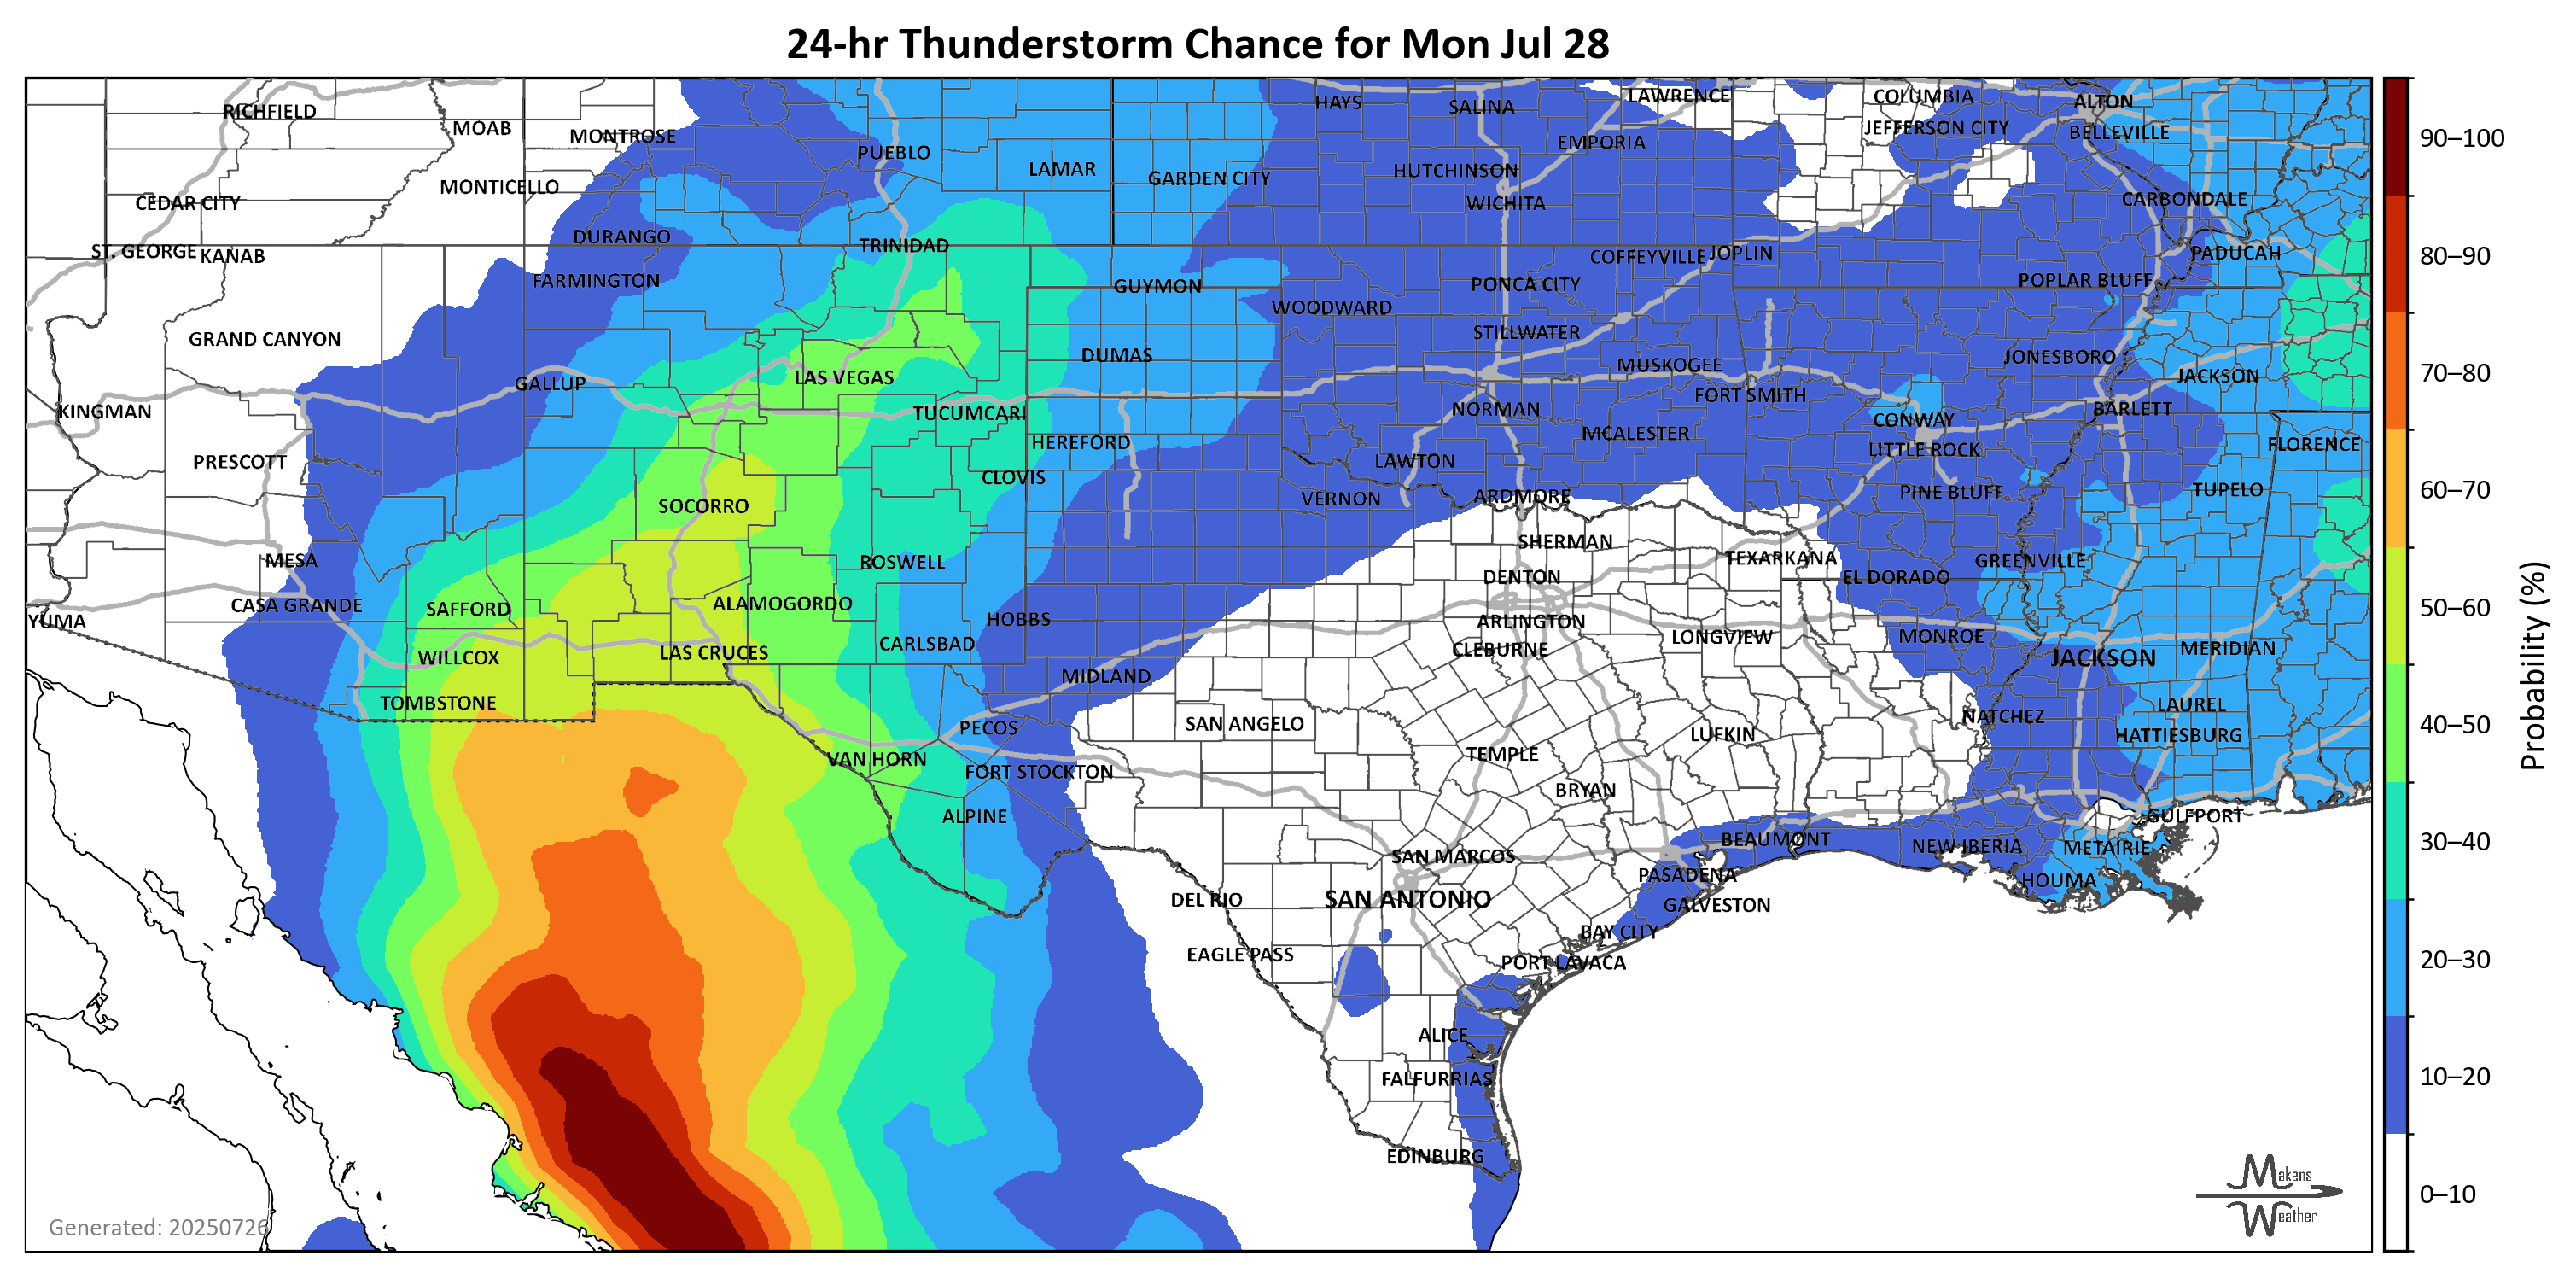 24-hr Thunderstorm Chance for Mon Jul 28
RICHFIELD
MOAB
MONTROSE
PUEBLO
LAMAR
GARDEN CITY
HAYS
SALINA
LAWRENCE
EMPORIA
HUTCHINSON
WICHITA
COLUMBIA
JEFFERSON CITY
ALTON
BELLEVILLE
CARBONDALE
MONTICELLO
CEDAR CITY
ST. GEORGE
KANAB
DURANGO
TRINIDAD
FARMINGTON
GUYMON
WOODWARD
PONCA CITY
COFFEYVILLE
JOPLIN
POPLAR BLUFF
PADUCAH
GRAND CANYON
STILLWATER
DUMAS
MUSKOGEE
JONESBORO
JACKSON
KINGMAN
GALLUP
LAS VEGAS
TUCUMCARI
NORMAN
FORT SMITH
CONWAY
BARLETT
PRESCOTT
HEREFORD
CLOVIS
LAWTON
MCALESTER
LITTLE ROCK
FLORENCE
SOCORRO
VERNON
ARDMORE
PINE BLUFF
TUPELO
MESA
ROSWELL
SHERMAN
TEXARKANA
GREENVILLE
DENTON
EL DORADO
YUMA
CASA GRANDE
SAFFORD
ALAMOGORDO
HOBBS
ARLINGTON
CLEBURNE
LONGVIEW
MONROE
JACKSON
MERIDIAN
WILLCOX
LAS CRUCES
CARLSBAD
MIDLAND
TOMBSTONE
PECOS
SAN ANGELO
LUFKIN
NATCHEZ
LAUREL
HATTIESBURG
VAN HORN
FORT STOCKTON
TEMPLE
BRYAN
ALPINE
GULFPORT
SAN MARCOS
BEAUMONT
NEW IBERIA
METAIRIE
DEL RIO
SAN ANTONIO
PASADENA
GALVESTON
HOUMA
EAGLE PASS
BAY CITY
PORT LAVACA
ALICE
FALFURRIAS
EDINBURG
Generated: 20250726
Makens
Weather
90–100
80–90
70–80
60–70
50–60
40–50
30–40
20–30
10–20
0–10
Probability (%)